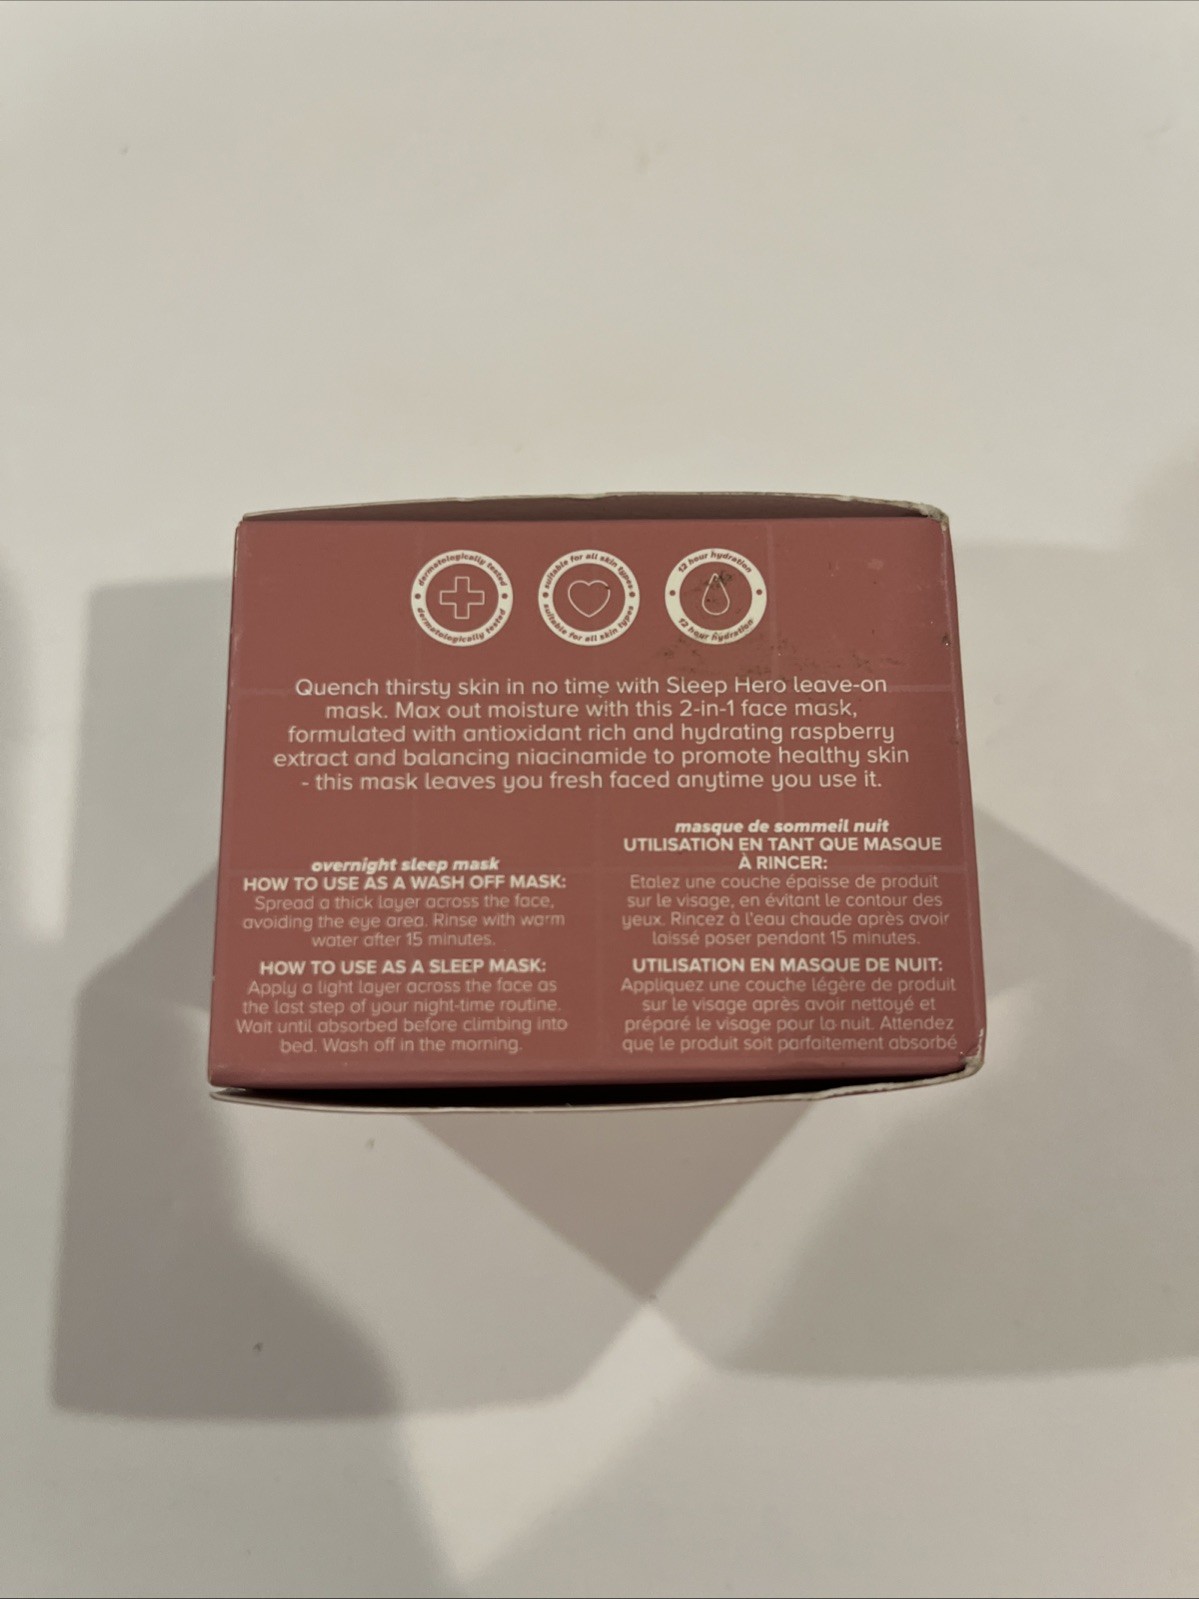 dermatologically tested
dermatologically tested
suitable for all skin types
suitable for all skin types
12 hour hydration
12 hour hydration
Quench thirsty skin in no time with Sleep Hero leave-on
mask. Max out moisture with this 2-in-1 face mask,
formulated with antioxidant rich and hydrating raspberry
extract and balancing niacinamide to promote healthy skin
- this mask leaves you fresh faced anytime you use it.
overnight sleep mask
HOW TO USE AS A WASH OFF MASK:
Spread a thick layer across the face,
avoiding the eye area. Rinse with warm
water after 15 minutes.
HOW TO USE AS A SLEEP MASK:
Apply a light layer across the face as
the last step of your night-time routine.
Wait until absorbed before climbing into
bed. Wash off in the morning.
masque de sommeil nuit
UTILISATION EN TANT QUE MASQUE
À RINCER:
Etalez une couche épaisse de produit
sur le visage, en évitant le contour des
yeux. Rincez à l'eau chaude après avoir
laissé poser pendant 15 minutes.
UTILISATION EN MASQUE DE NUIT:
Appliquez une couche légère de produit
sur le visage après avoir nettoyé et
préparé le visage pour la nuit. Attendez
que le produit soit parfaitement absorbé